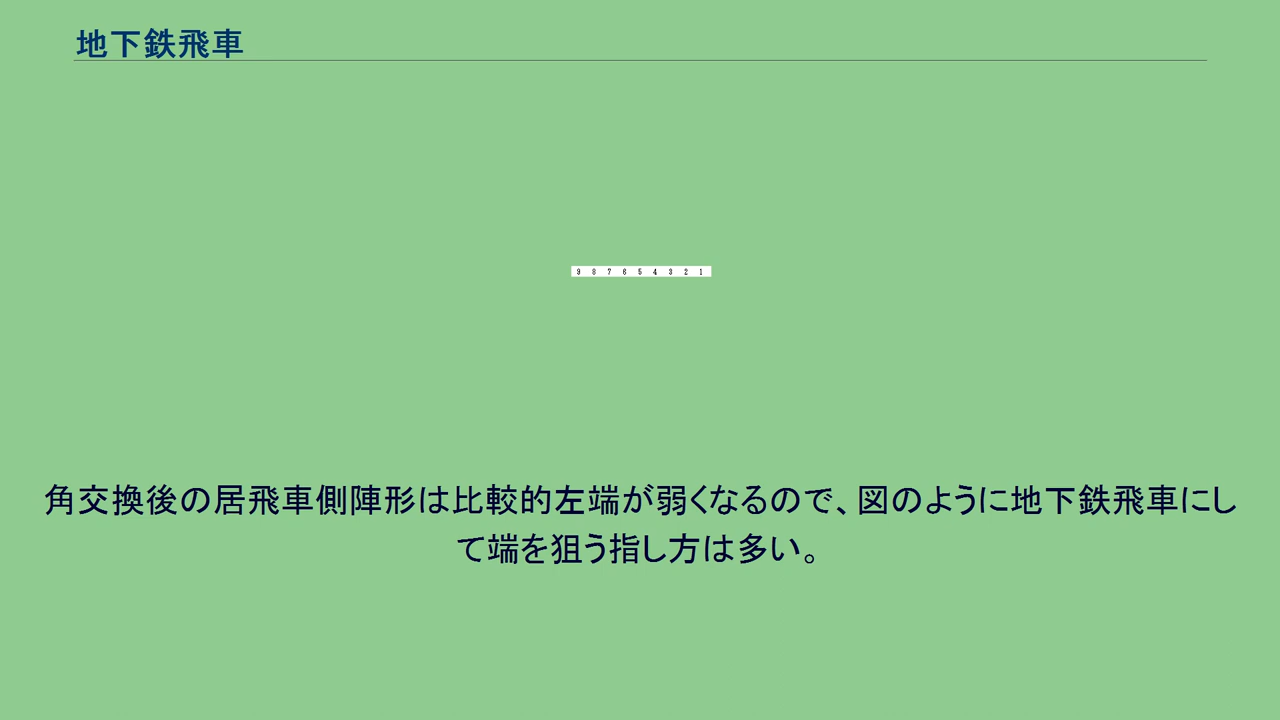 地下鉄飛車
9 8 7 6 5 4 3 2 1
角交換後の居飛車側陣形は比較的左端が弱くなるので、図のように地下鉄飛車にし
て端を狙う指し方は多い。